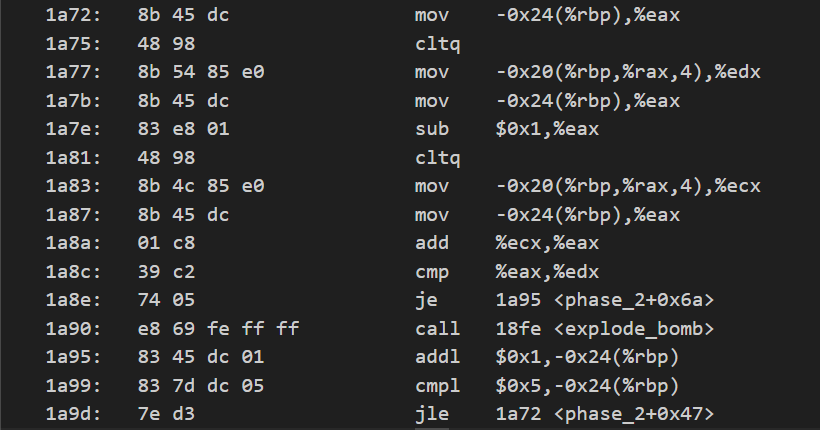 1a72: 8b 45 dc mov -0x24(%rbp),%eax
1a75: 48 98 cltq
1a77: 8b 54 85 e0 mov -0x20(%rbp,%rax,4),%edx
1a7b: 8b 45 dc mov -0x24(%rbp),%eax
1a7e: 83 e8 01 sub $0x1,%eax
1a81: 48 98 cltq
1a83: 8b 4c 85 e0 mov -0x20(%rbp,%rax,4),%ecx
1a87: 8b 45 dc mov -0x24(%rbp),%eax
1a8a: 01 c8 add %ecx,%eax
1a8c: 39 c2 cmp %eax,%edx
1a8e: 74 05 je 1a95 <phase_2+0x6a>
1a90: e8 69 fe ff ff call 18fe <explode_bomb>
1a95: 83 45 dc 01 addl $0x1,-0x24(%rbp)
1a99: 83 7d dc 05 cmpl $0x5,-0x24(%rbp)
1a9d: 7e d3 jle 1a72 <phase_2+0x47>